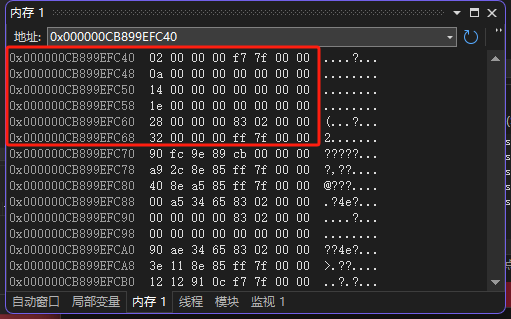 内存 1
地址: 0x000000CB899EFC40
0x000000CB899EFC40 02 00 00 00 f7 7f 00 00 ....?...
0x000000CB899EFC48 0a 00 00 00 00 00 00 00 ........
0x000000CB899EFC50 14 00 00 00 00 00 00 00 ........
0x000000CB899EFC58 1e 00 00 00 00 00 00 00 ........
0x000000CB899EFC60 28 00 00 00 83 02 00 00 (...?...
0x000000CB899EFC68 32 00 00 00 ff 7f 00 00 2.......
0x000000CB899EFC70 90 fc 9e 89 cb 00 00 00 ?????...
0x000000CB899EFC78 a9 2c 8e 85 ff 7f 00 00 ?,??....
0x000000CB899EFC80 40 8e a5 85 ff 7f 00 00 @???....
0x000000CB899EFC88 00 a5 34 65 83 02 00 00 .?4e?...
0x000000CB899EFC90 00 00 00 00 83 02 00 00 ....?...
0x000000CB899EFC98 00 00 00 00 00 00 00 00 ........
0x000000CB899EFCA0 90 ae 34 65 83 02 00 00 ??4e?...
0x000000CB899EFCA8 3e 11 8e 85 ff 7f 00 00 >.??....
0x000000CB899EFCB0 12 12 91 0c f7 7f 00 00 ..?.?...
自动窗口 局部变量 内存 1 线程 模块 监视 1